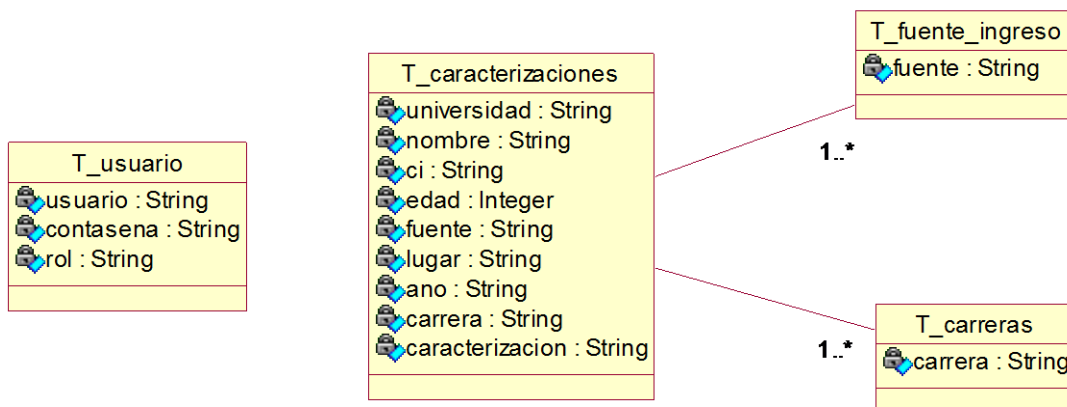 T_usuario
usuario : String
contasena : String
rol : String
T_caracterizaciones
universidad : String
nombre : String
ci : String
edad : Integer
fuente : String
lugar : String
ano : String
carrera : String
caracterizacion : String
T_fuente_ingreso
fuente : String
1..*
T_carreras
carrera : String
1..*